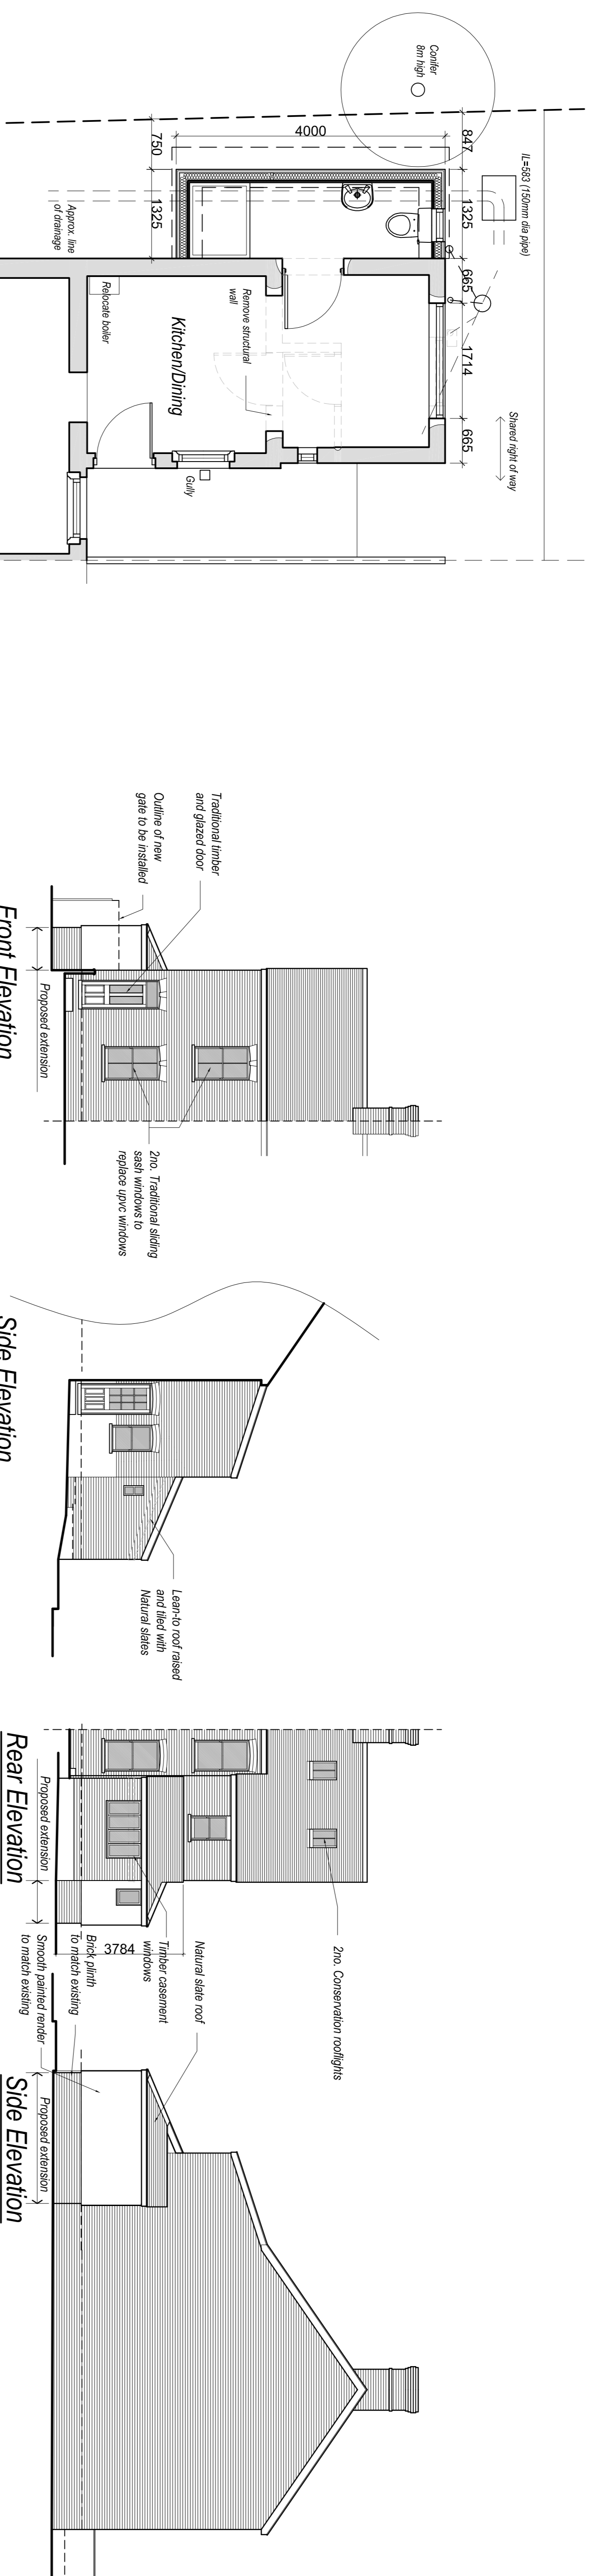 Conifer
8m high
4000
847
750
IL=583 (150mm dia pipe)
1325
1325
Approx. line
of drainage
665
Relocate boiler
Remove structural
wall
Kitchen/Dining
1714
Shared right of way
665
Gully
Traditional timber
and glazed door
Outline of new
gate to be installed
Front Elevation
Proposed extension
2no. Traditional sliding
sash windows to
replace upvc windows
Side Elevation
Lean-to roof raised
and tiled with
Natural slates
Rear Elevation
Proposed extension
3784
Timber casement
windows
Natural slate roof
2no. Conservation rooflights
Brick plinth
to match existing
Smooth painted render
to match existing
Side Elevation
Proposed extension